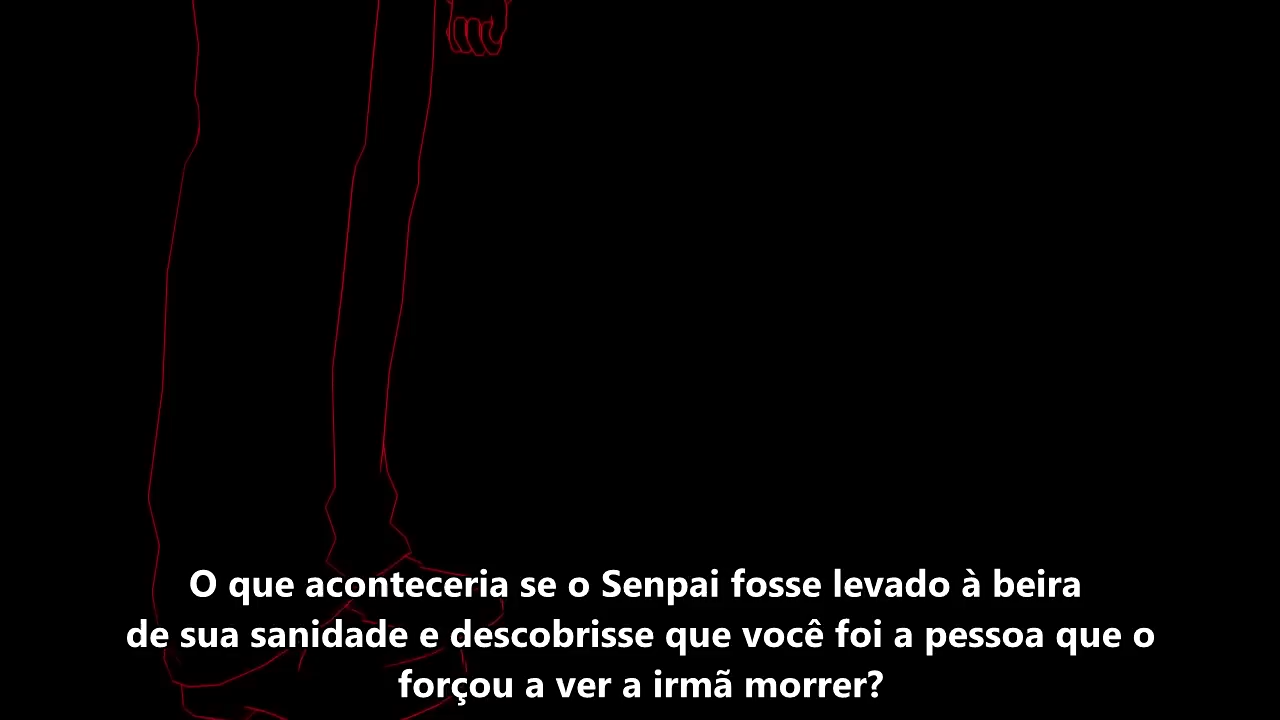 O que aconteceria se o Senpai fosse levado à beira
de sua sanidade e descobrisse que você foi a pessoa que o
forçou a ver a irmã morrer?